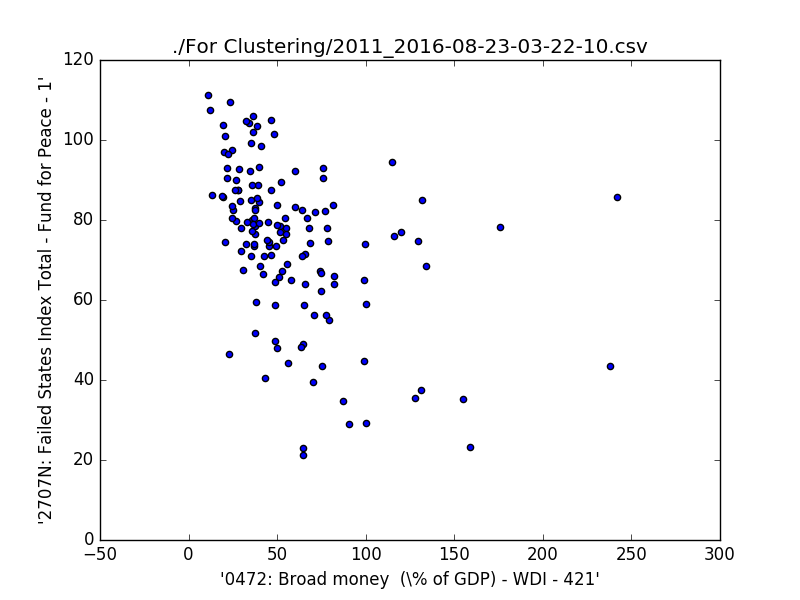 ./For Clustering/2011_2016-08-23-03-22-10.csv
'2707N: Failed States Index Total - Fund for Peace - 1'
120
100
80
60
40
20
0
−50 0 50 100 150 200 250 300
'0472: Broad money  (\% of GDP) - WDI - 421'